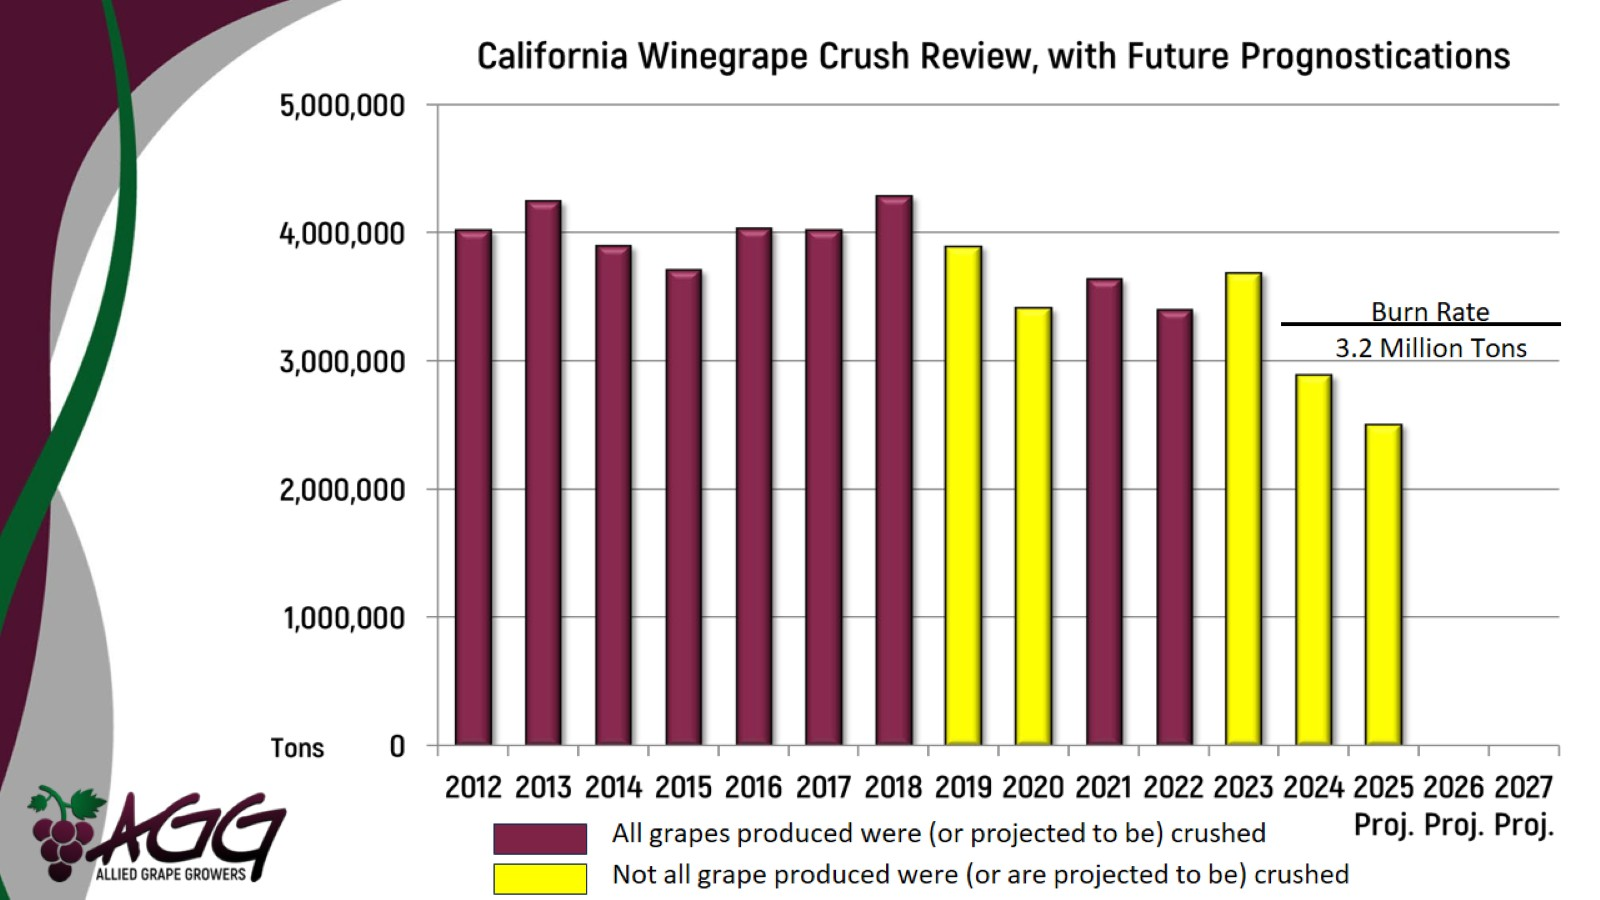 California Winegrape Crush Review, with Future Prognostications
5,000,000
4,000,000
3,000,000
2,000,000
1,000,000
Tons 0
Burn Rate
3.2 Million Tons
2012 2013 2014 2015 2016 2017 2018 2019 2020 2021 2022 2023 2024 2025 2026 2027
Proj. Proj. Proj.
All grapes produced were (or projected to be) crushed
Not all grape produced were (or are projected to be) crushed
AGG
ALLIED GRAPE GROWERS